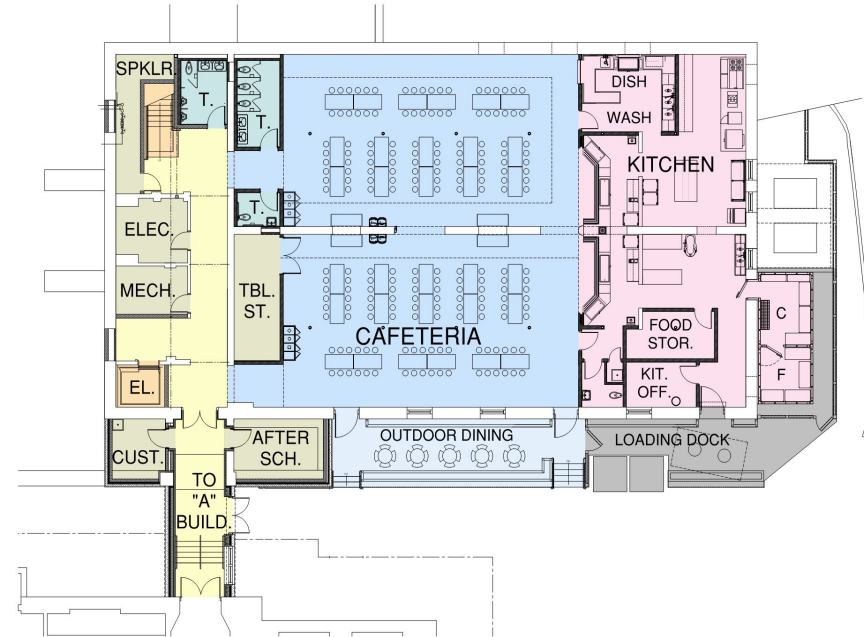 SPKLR.
T.
T.
DISH
WASH
KITCHEN
T.
ELEC.
MECH.
TBL.
ST.
CAFETERIA
FOOD
STOR.
C
F
EL.
KIT.
OFF.
CUST.
AFTER
SCH.
OUTDOOR DINING
LOADING DOCK
TO
"A"
BUILD.